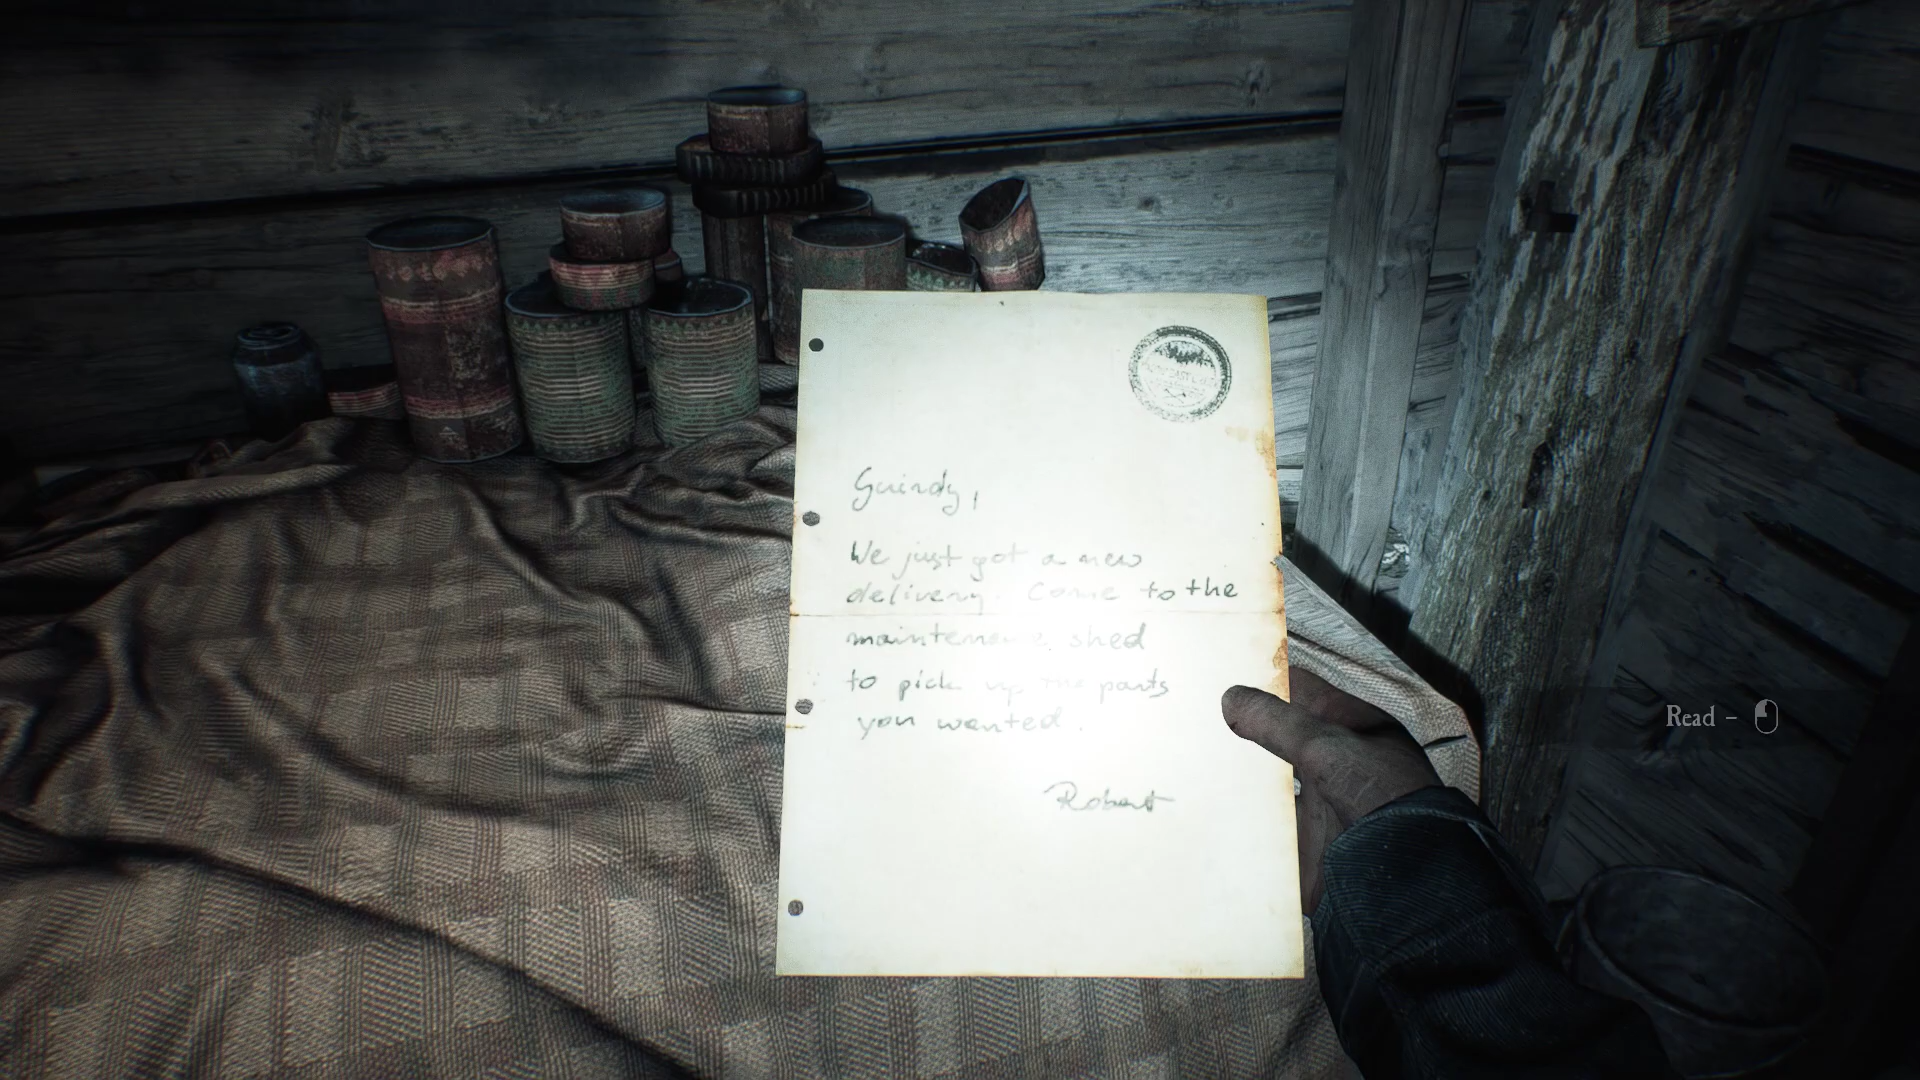 Guindy,
We just got a new
delivery. Come to the
maintenance shed
to pick up the parts
you wanted.
Robert
Read -